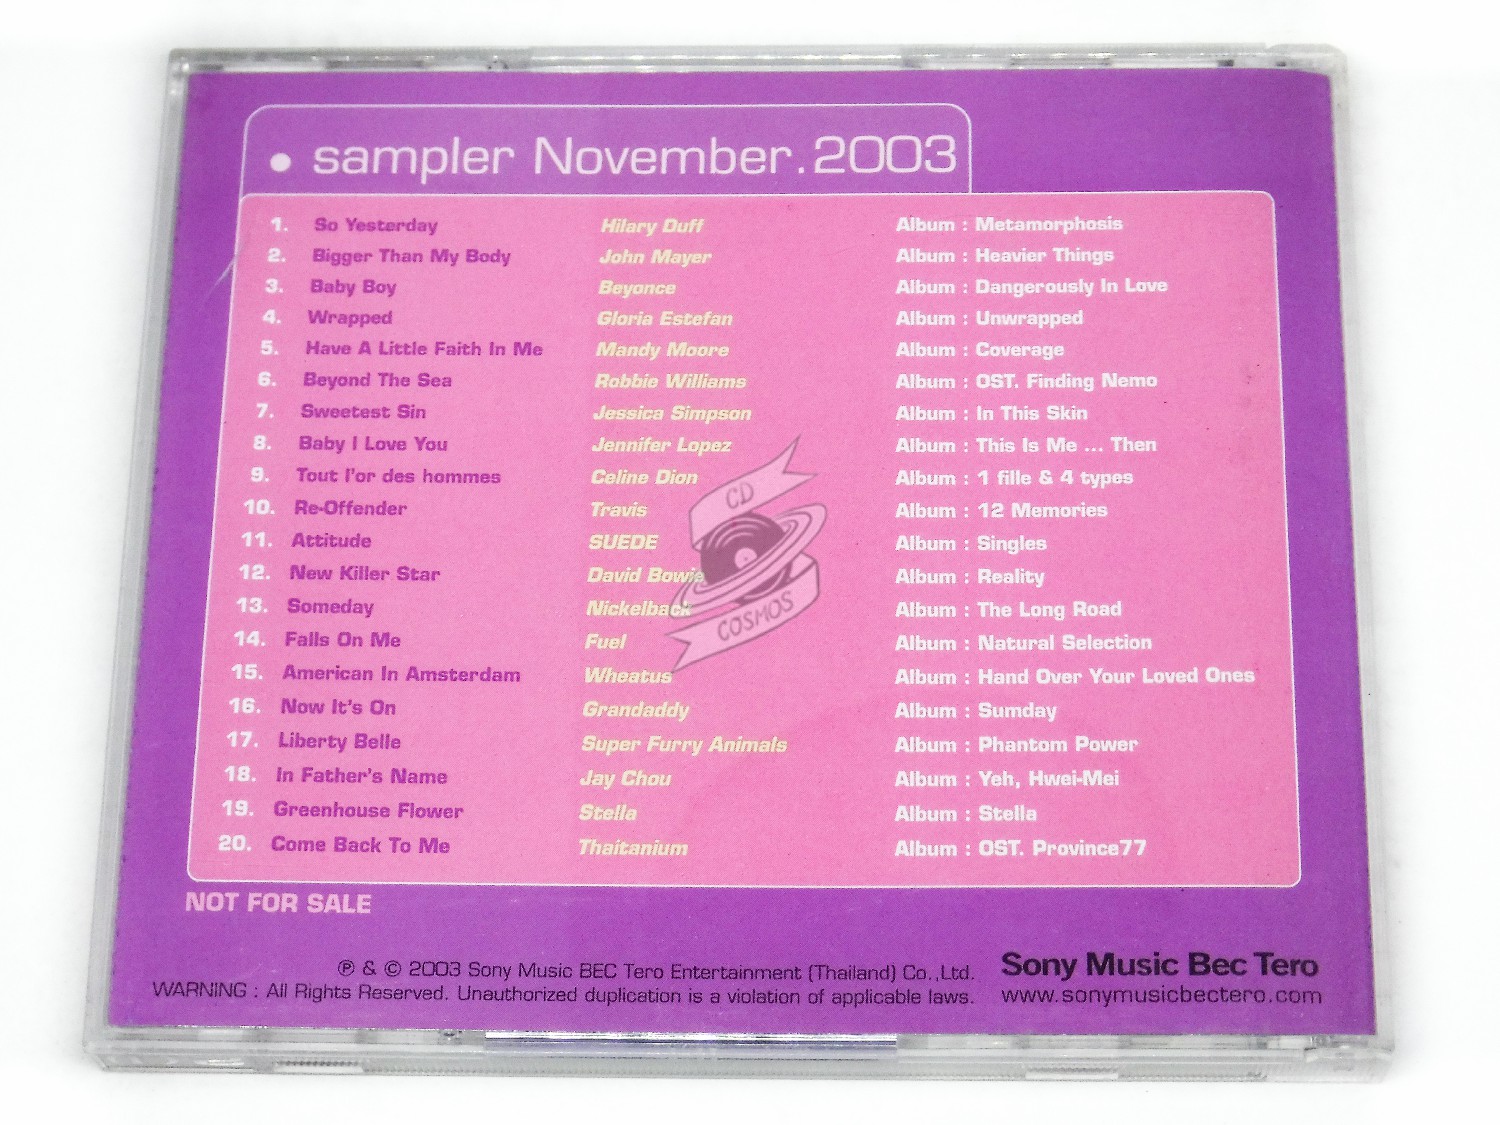 • sampler November.2003
1. So Yesterday Hilary Duff Album : Metamorphosis
2. Bigger Than My Body John Mayer Album : Heavier Things
3. Baby Boy Beyonce Album : Dangerously In Love
4. Wrapped Gloria Estefan Album : Unwrapped
5. Have A Little Faith In Me Mandy Moore Album : Coverage
6. Beyond The Sea Robbie Williams Album : OST. Finding Nemo
7. Sweetest Sin Jessica Simpson Album : In This Skin
8. Baby I Love You Jennifer Lopez Album : This Is Me ... Then
9. Tout l'or des hommes Celine Dion Album : 1 fille & 4 types
10. Re-Offender Travis Album : 12 Memories
11. Attitude SUEDE Album : Singles
12. New Killer Star David Bowie Album : Reality
13. Someday Nickelback Album : The Long Road
14. Falls On Me Fuel Album : Natural Selection
15. American In Amsterdam Wheatus Album : Hand Over Your Loved Ones
16. Now It's On Grandaddy Album : Sumday
17. Liberty Belle Super Furry Animals Album : Phantom Power
18. In Father's Name Jay Chou Album : Yeh, Hwei-Mei
19. Greenhouse Flower Stella Album : Stella
20. Come Back To Me Thaitanium Album : OST. Province77
CD
COSMOS
NOT FOR SALE
℗ & © 2003 Sony Music BEC Tero Entertainment (Thailand) Co.,Ltd.
WARNING : All Rights Reserved. Unauthorized duplication is a violation of applicable laws.
Sony Music Bec Tero
www.sonymusicbectero.com